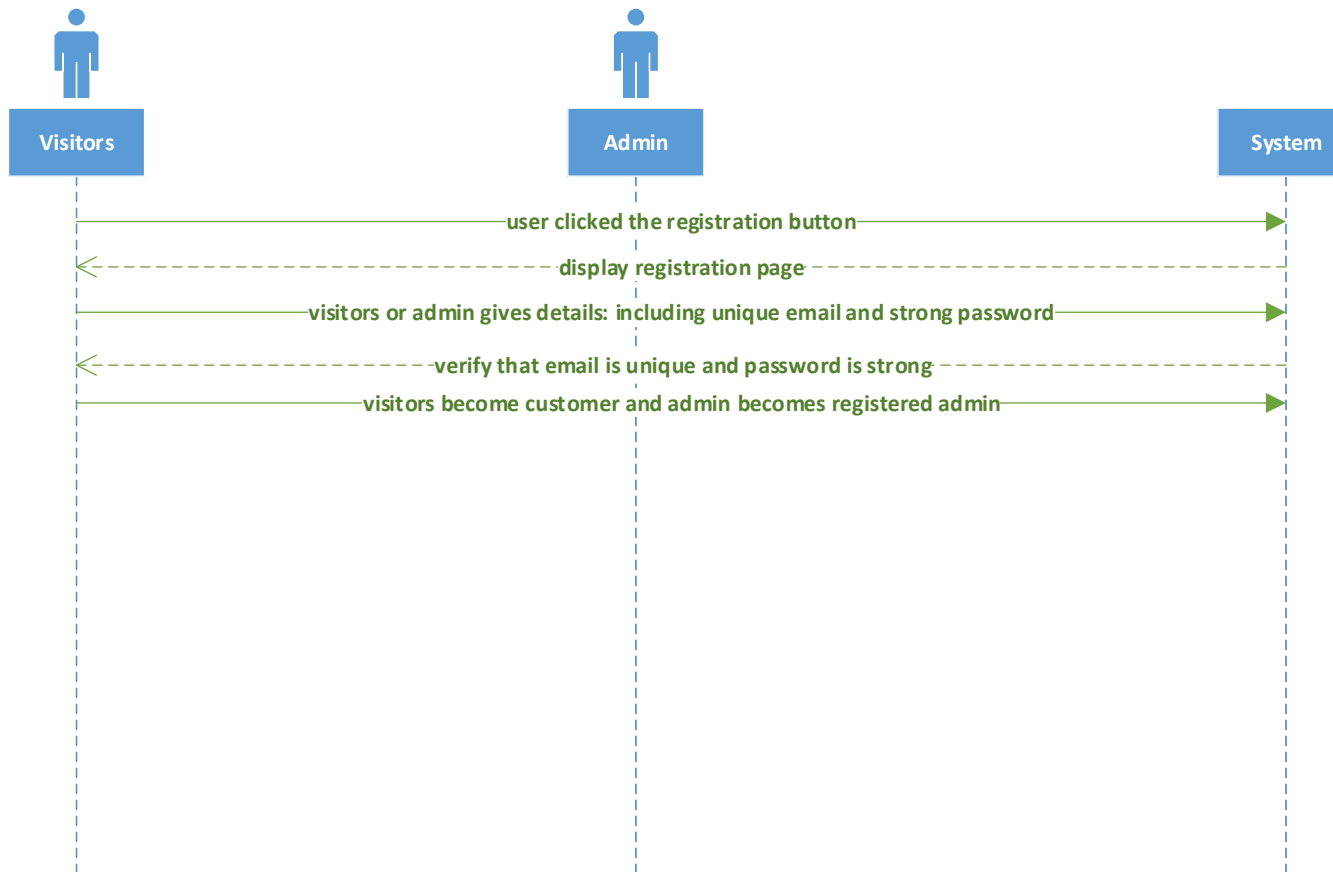 Visitors
Admin
System
user clicked the registration button
display registration page
visitors or admin gives details: including unique email and strong password
verify that email is unique and password is strong
visitors become customer and admin becomes registered admin